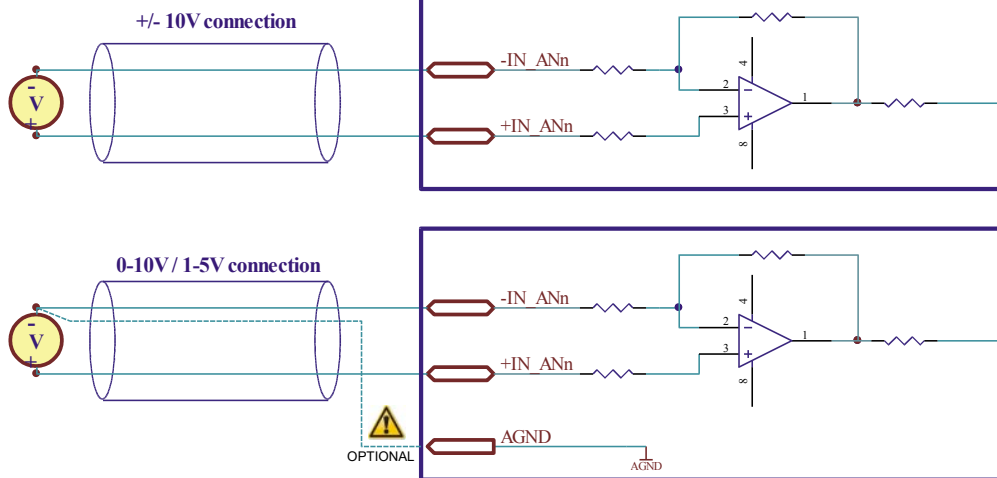 +/- 10V connection
-IN_ANn
- V +
+IN_ANn
4
2
3
1
8
0-10V / 1-5V connection
-IN_ANn
- V +
+IN_ANn
4
2
3
1
8
AGND
OPTIONAL
AGND